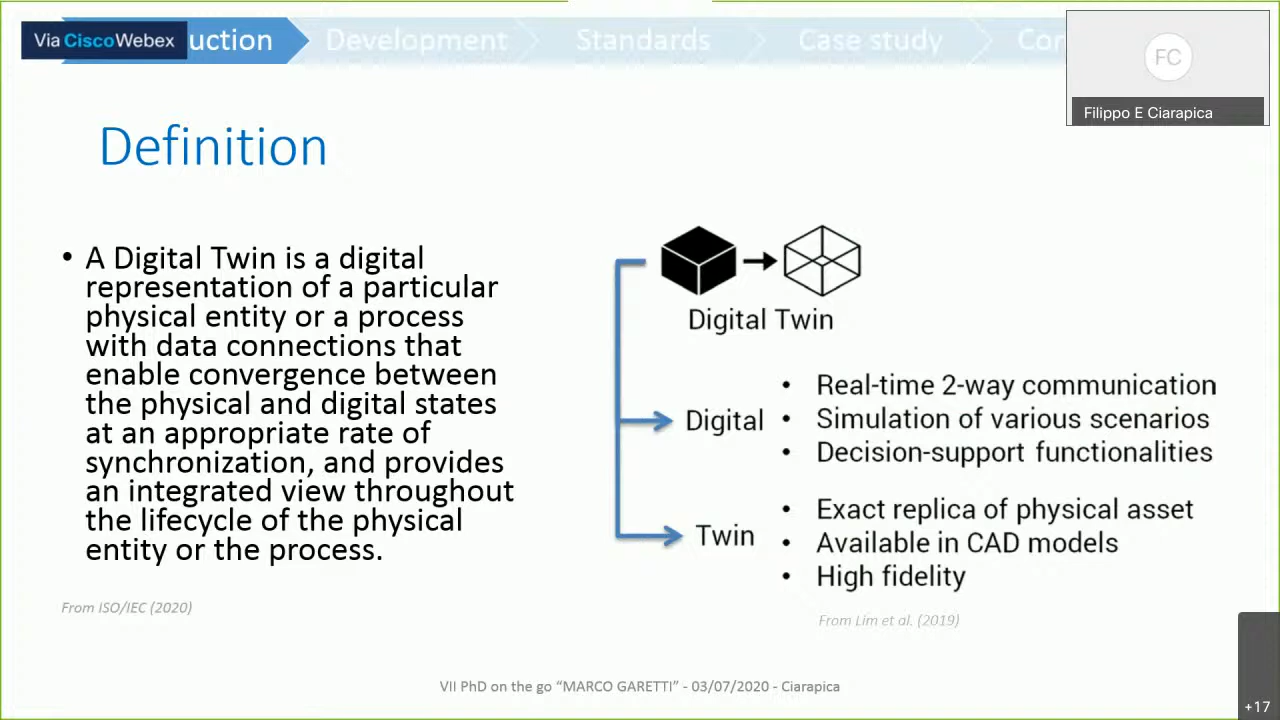 Via CiscoWebex
uction
Development
Standards
Case study
Co
FC
Filippo E Ciarapica
Definition
• A Digital Twin is a digital
representation of a particular
physical entity or a process
with data connections that
enable convergence between
the physical and digital states
at an appropriate rate of
synchronization, and provides
an integrated view throughout
the lifecycle of the physical
entity or the process.
From ISO/IEC (2020)
Digital Twin
Digital
• Real-time 2-way communication
• Simulation of various scenarios
• Decision-support functionalities
Twin
• Exact replica of physical asset
• Available in CAD models
• High fidelity
From Lim et al. (2019)
VII PhD on the go “MARCO GARETTI” - 03/07/2020 - Ciarapica
+17